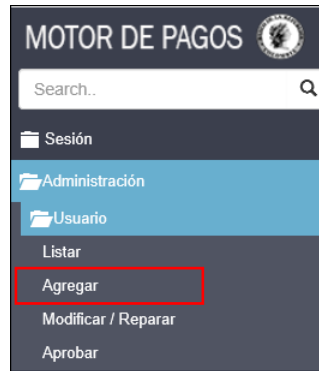 MOTOR DE PAGOS
Search..
Sesión
Administración
Usuario
Listar
Agregar
Modificar / Reparar
Aprobar